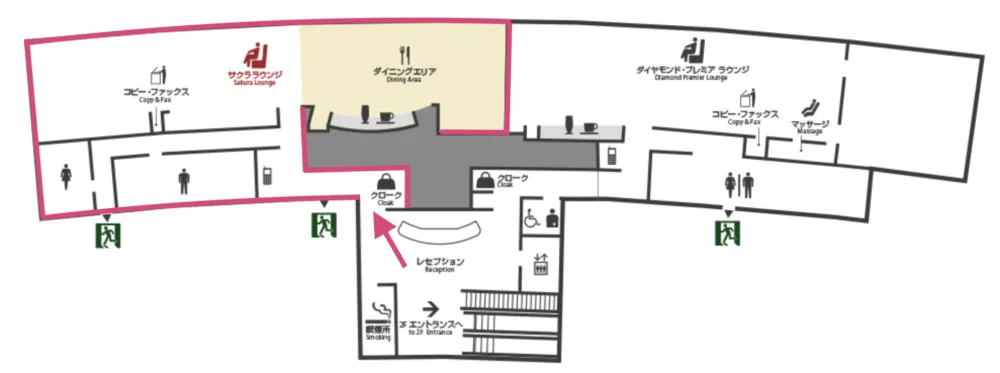 サクララウンジ
Sakura Lounge
コピー・ファックス
Copy & Fax
ダイニングエリア
Dining Area
ダイヤモンド・プレミア ラウンジ
Diamond Premier Lounge
コピー・ファックス
Copy & Fax
マッサージ
Massage
クローク
Cloak
クローク
Cloak
レセプション
Reception
喫煙所
Smoking
2F エントランスへ
to 2F Entrance